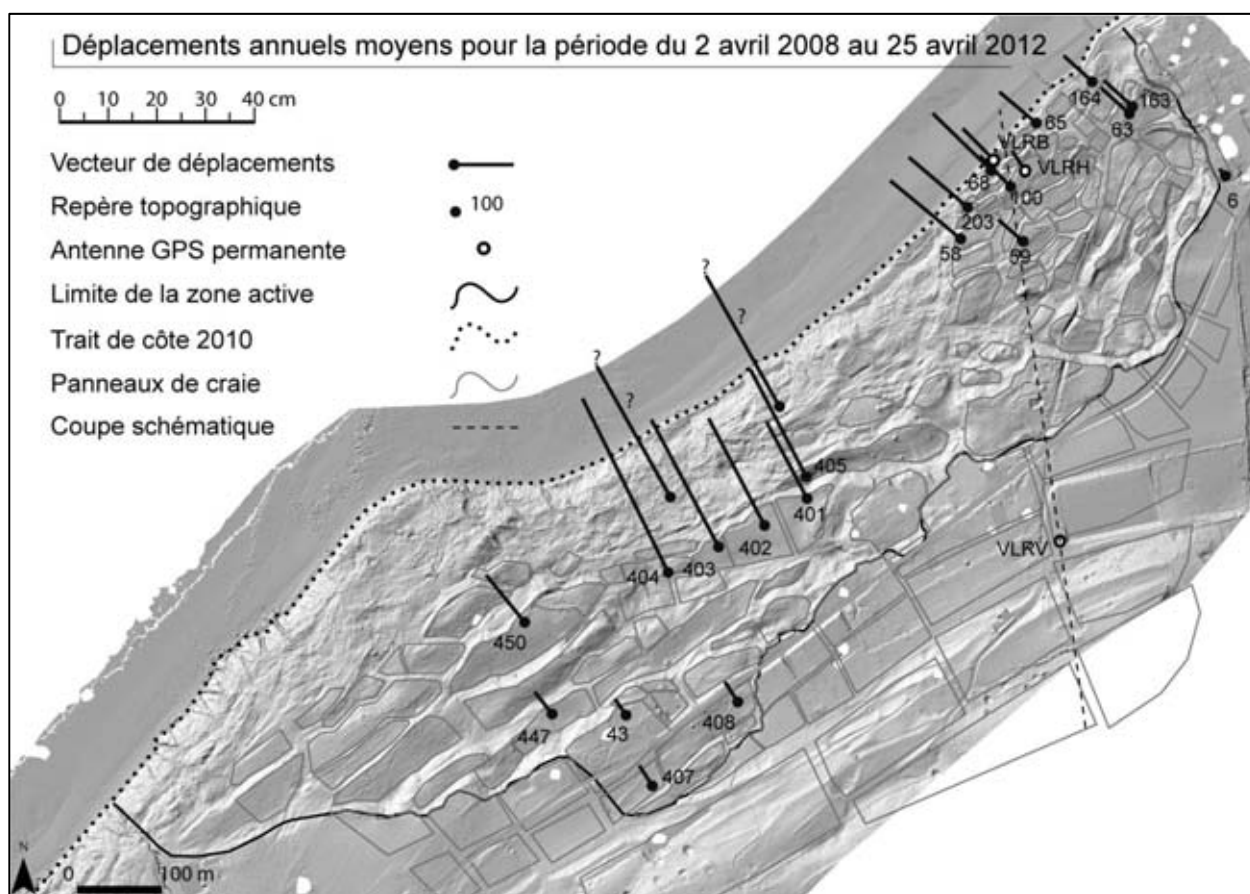 Déplacements annuels moyens pour la période du 2 avril 2008 au 25 avril 2012
0 10 20 30 40 cm
Vecteur de déplacements
Repère topographique
100
Antenne GPS permanente
Limite de la zone active
Trait de côte 2010
Panneaux de craie
Coupe schématique
164
163
63
65
VLRB
VLRH
68
100
6
203
58
59
?
?
?
?
405
401
402
403
404
VLRV
450
447
43
408
407
N
0 100 m